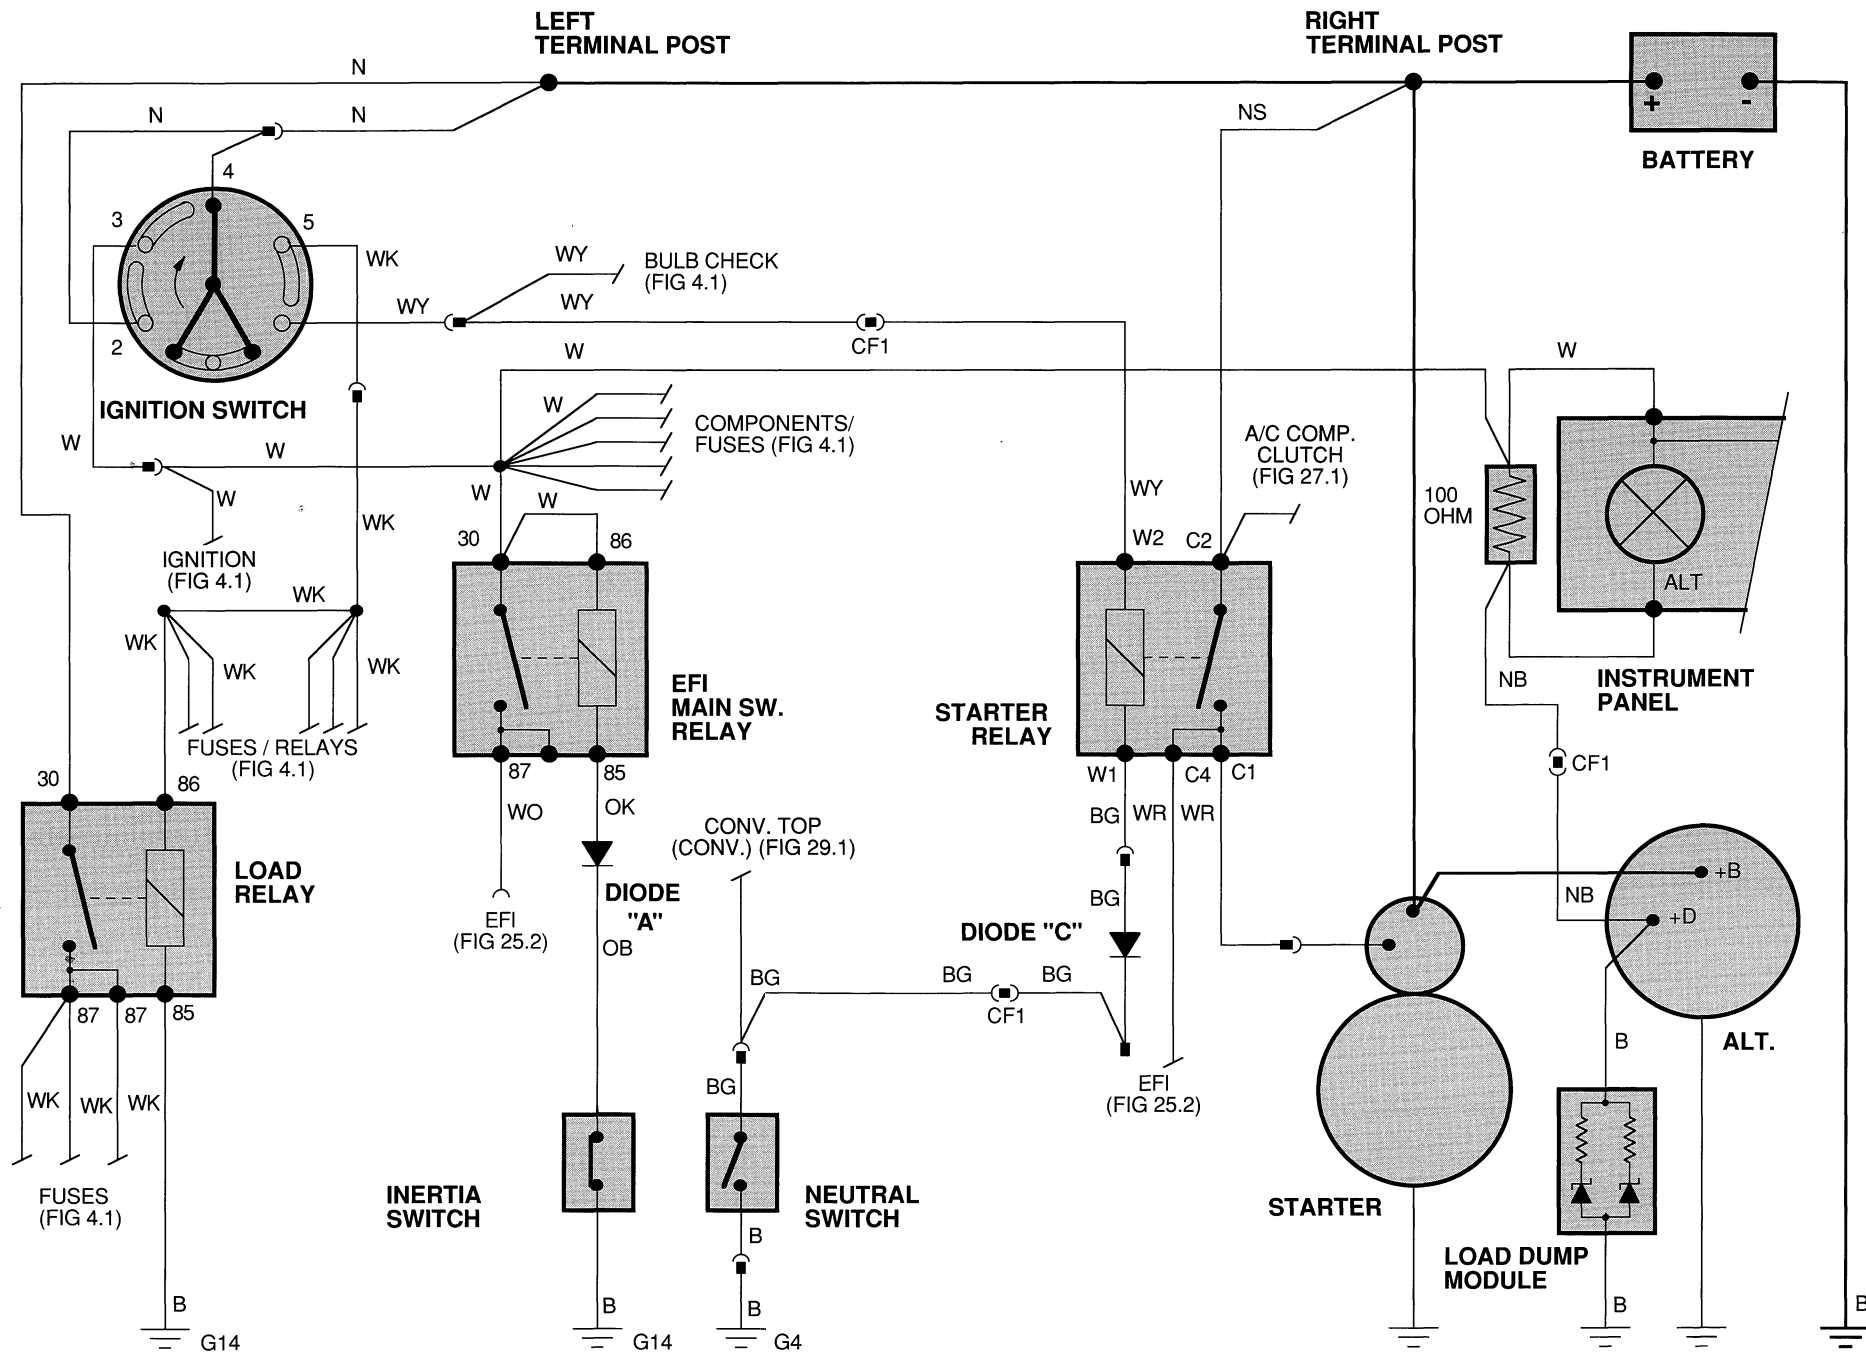 LEFT
TERMINAL POST
RIGHT
TERMINAL POST
N
N
N
NS
+
-
BATTERY
4
3
5
2
WK
IGNITION SWITCH
WY
WY
WY
BULB CHECK
(FIG 4.1)
CF1
W
W
W
W
W
W
W
COMPONENTS/
FUSES (FIG 4.1)
IGNITION
(FIG 4.1)
WK
WK
WK
WK
WK
FUSES / RELAYS
(FIG 4.1)
30
86
EFI
MAIN SW.
RELAY
87
85
WO
OK
EFI
(FIG 25.2)
DIODE
"A"
OB
30
86
LOAD
RELAY
87
87
85
WK
WK
WK
FUSES
(FIG 4.1)
B
G14
INERTIA
SWITCH
B
G14
CONV. TOP
(CONV.) (FIG 29.1)
BG
BG
BG
CF1
BG
NEUTRAL
SWITCH
B
B
G4
WY
W2
C2
A/C COMP.
CLUTCH
(FIG 27.1)
STARTER
RELAY
W1
C4
C1
BG
WR
WR
BG
DIODE "C"
EFI
(FIG 25.2)
W
100
OHM
ALT
INSTRUMENT
PANEL
NB
CF1
NB
+B
+D
ALT.
B
STARTER
LOAD DUMP
MODULE
B
B